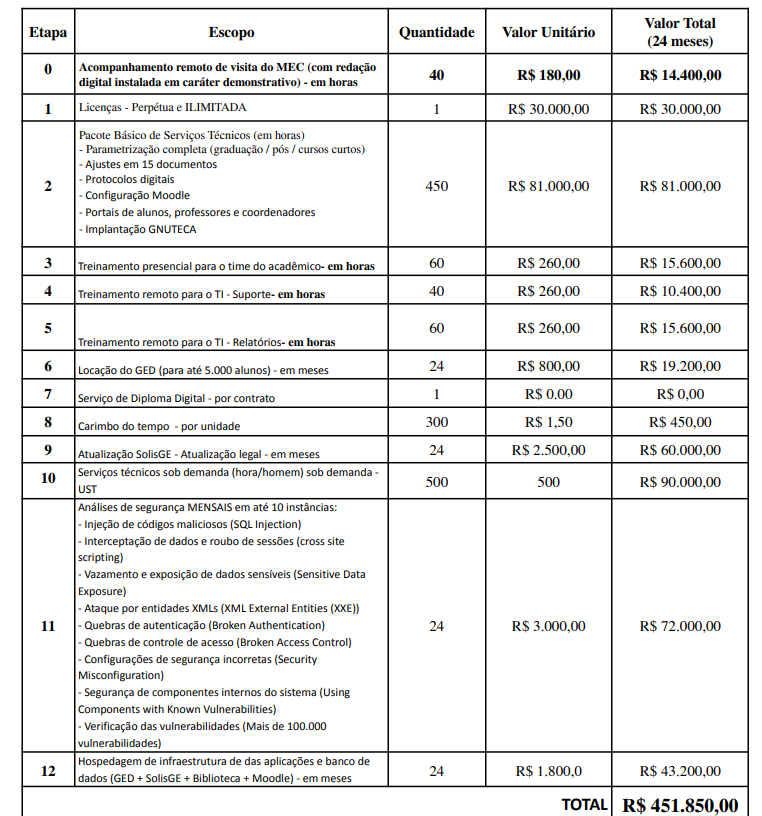 Etapa Escopo Quantidade Valor Unitário Valor Total
(24 meses)
0 Acompanhamento remoto de visita do MEC (com redação
digital instalada em caráter demonstrativo) - em horas 40 R$ 180,00 R$ 14.400,00
1 Licenças - Perpétua e ILIMITADA 1 R$ 30.000,00 R$ 30.000,00
2 Pacote Básico de Serviços Técnicos (em horas)
- Parametrização completa (graduação / pós / cursos curtos)
- Ajustes em 15 documentos
- Protocolos digitais
- Configuração Moodle
- Portais de alunos, professores e coordenadores
- Implantação GNUTECA
450 R$ 81.000,00 R$ 81.000,00
3 Treinamento presencial para o time do acadêmico- em horas 60 R$ 260,00 R$ 15.600,00
4 Treinamento remoto para o TI - Suporte- em horas 40 R$ 260,00 R$ 10.400,00
5 Treinamento remoto para o TI - Relatórios- em horas 60 R$ 260,00 R$ 15.600,00
6 Locação do GED (para até 5.000 alunos) - em meses 24 R$ 800,00 R$ 19.200,00
7 Serviço de Diploma Digital - por contrato 1 R$ 0.00 R$ 0,00
8 Carimbo do tempo - por unidade 300 R$ 1,50 R$ 450,00
9 Atualização SolisGE - Atualização legal - em meses 24 R$ 2.500,00 R$ 60.000,00
10 Serviços técnicos sob demanda (hora/homem) sob demanda -
UST 500 500 R$ 90.000,00
11 Análises de segurança MENSAIS em até 10 instâncias:
- Injeção de códigos maliciosos (SQL Injection)
- Interceptação de dados e roubo de sessões (cross site
scripting)
- Vazamento e exposição de dados sensíveis (Sensitive Data
Exposure)
- Ataque por entidades XMLs (XML External Entities (XXE))
- Quebras de autenticação (Broken Authentication)
- Quebras de controle de acesso (Broken Access Control)
- Configurações de segurança incorretas (Security
Misconfiguration)
- Segurança de componentes internos do sistema (Using
Components with Known Vulnerabilities)
- Verificação das vulnerabilidades (Mais de 100.000
vulnerabilidades)
24 R$ 3.000,00 R$ 72.000,00
12 Hospedagem de infraestrutura de das aplicações e banco de
dados (GED + SolisGE + Biblioteca + Moodle) - em meses 24 R$ 1.800,0 R$ 43.200,00
TOTAL R$ 451.850,00